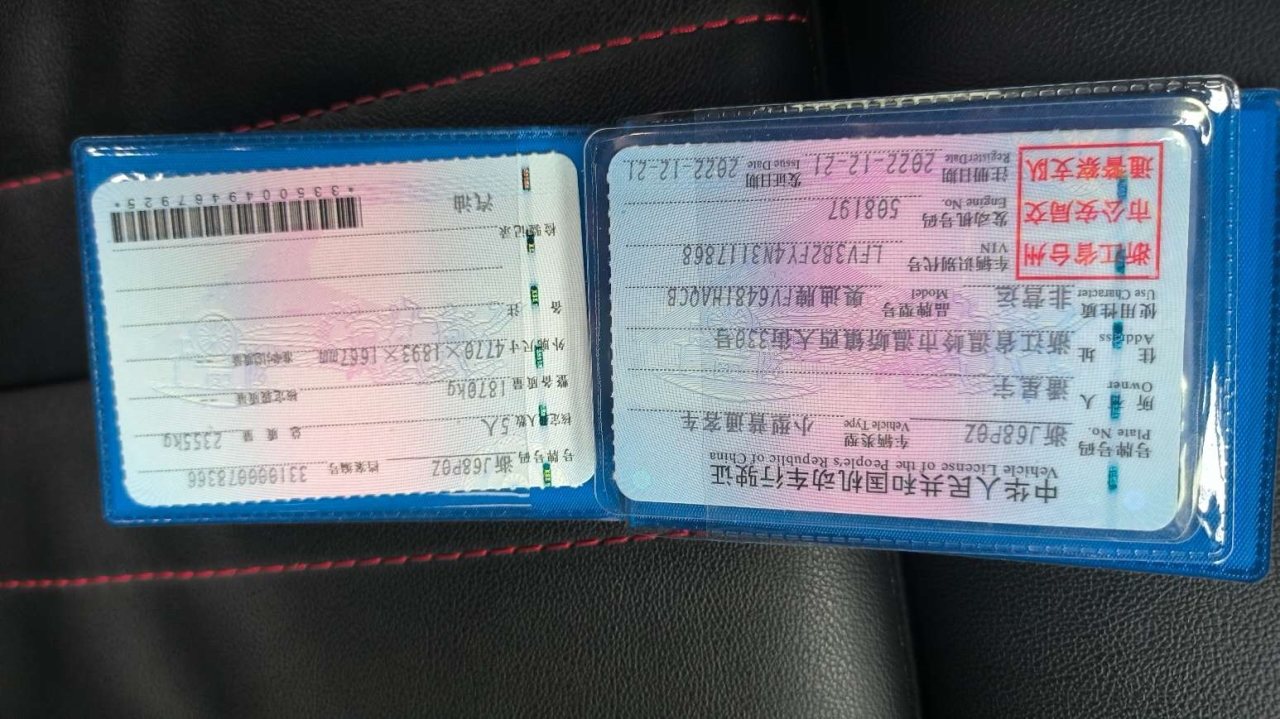 中华人民共和国机动车行驶证
Vehicle License of the People's Republic of China
号牌号码 浙J68P0Z 车辆类型 小型普通客车
Plate No. Vehicle Type
所有人 潘星宇
Owner
住址 浙江省温岭市温峤镇西大街330号
Address
使用性质 非营运 品牌型号 奥迪牌FV6481HAQCB
Use Character Model
浙江省台州
市公安局交
通警察支队
车辆识别代号 LFV3B2FY4N3117868
VIN
发动机号码 508197
Engine No.
注册日期 2022-12-21 发证日期 2022-12-21
Register Date Issue Date
号牌号码 浙J68P0Z 档案编号 331000078366
核定人数 5人 总质量 2355kg
整备质量 1870kg 核定载质量
外廓尺寸 4770×1893×1667mm 准牵引总质量
备注
检验记录
汽油
*3350049467925*